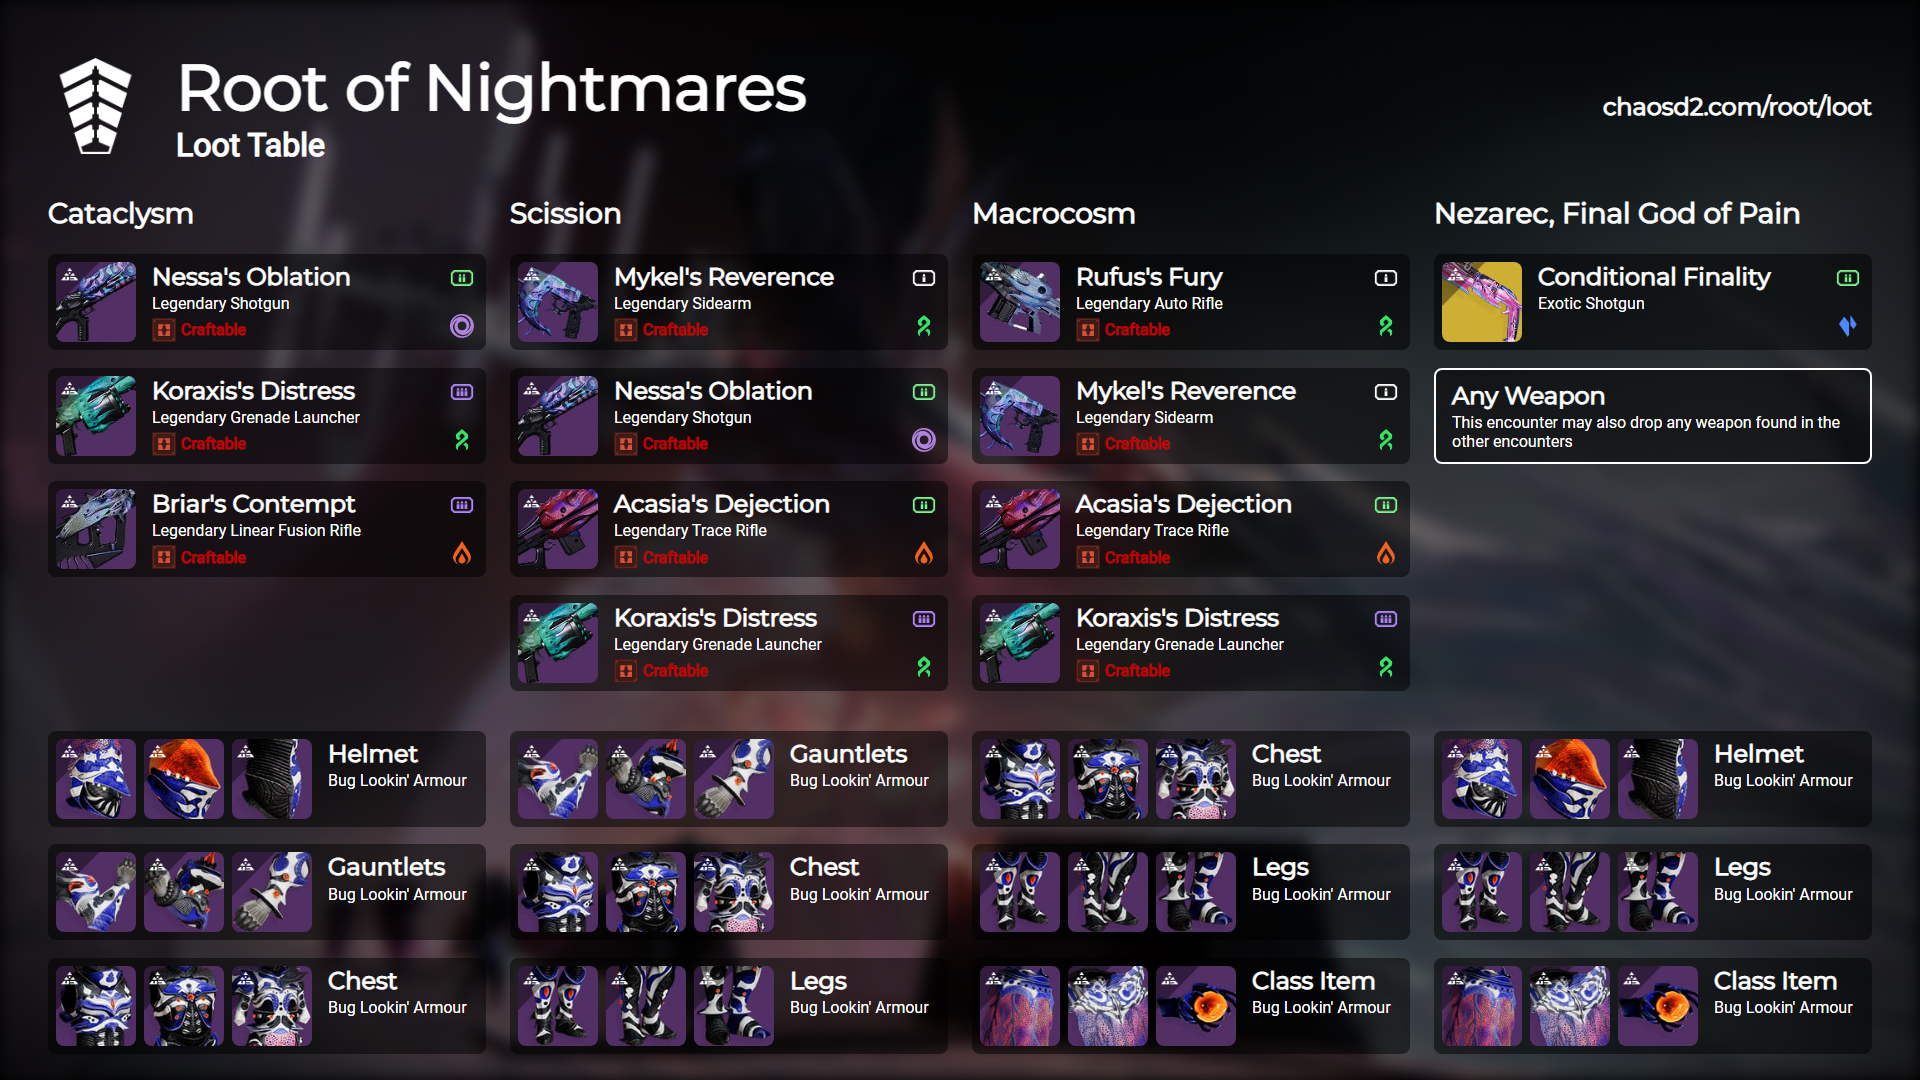 Root of Nightmares
Loot Table
chaosd2.com/root/loot
Cataclysm
Nessa's Oblation
Legendary Shotgun
Craftable
Koraxis's Distress
Legendary Grenade Launcher
Craftable
Briar's Contempt
Legendary Linear Fusion Rifle
Craftable
Helmet
Bug Lookin' Armour
Gauntlets
Bug Lookin' Armour
Chest
Bug Lookin' Armour
Scission
Mykel's Reverence
Legendary Sidearm
Craftable
Nessa's Oblation
Legendary Shotgun
Craftable
Acasia's Dejection
Legendary Trace Rifle
Craftable
Koraxis's Distress
Legendary Grenade Launcher
Craftable
Gauntlets
Bug Lookin' Armour
Chest
Bug Lookin' Armour
Legs
Bug Lookin' Armour
Macrocosm
Rufus's Fury
Legendary Auto Rifle
Craftable
Mykel's Reverence
Legendary Sidearm
Craftable
Acasia's Dejection
Legendary Trace Rifle
Craftable
Koraxis's Distress
Legendary Grenade Launcher
Craftable
Chest
Bug Lookin' Armour
Legs
Bug Lookin' Armour
Class Item
Bug Lookin' Armour
Nezarec, Final God of Pain
Conditional Finality
Exotic Shotgun
Any Weapon
This encounter may also drop any weapon found in the
other encounters
Helmet
Bug Lookin' Armour
Legs
Bug Lookin' Armour
Class Item
Bug Lookin' Armour